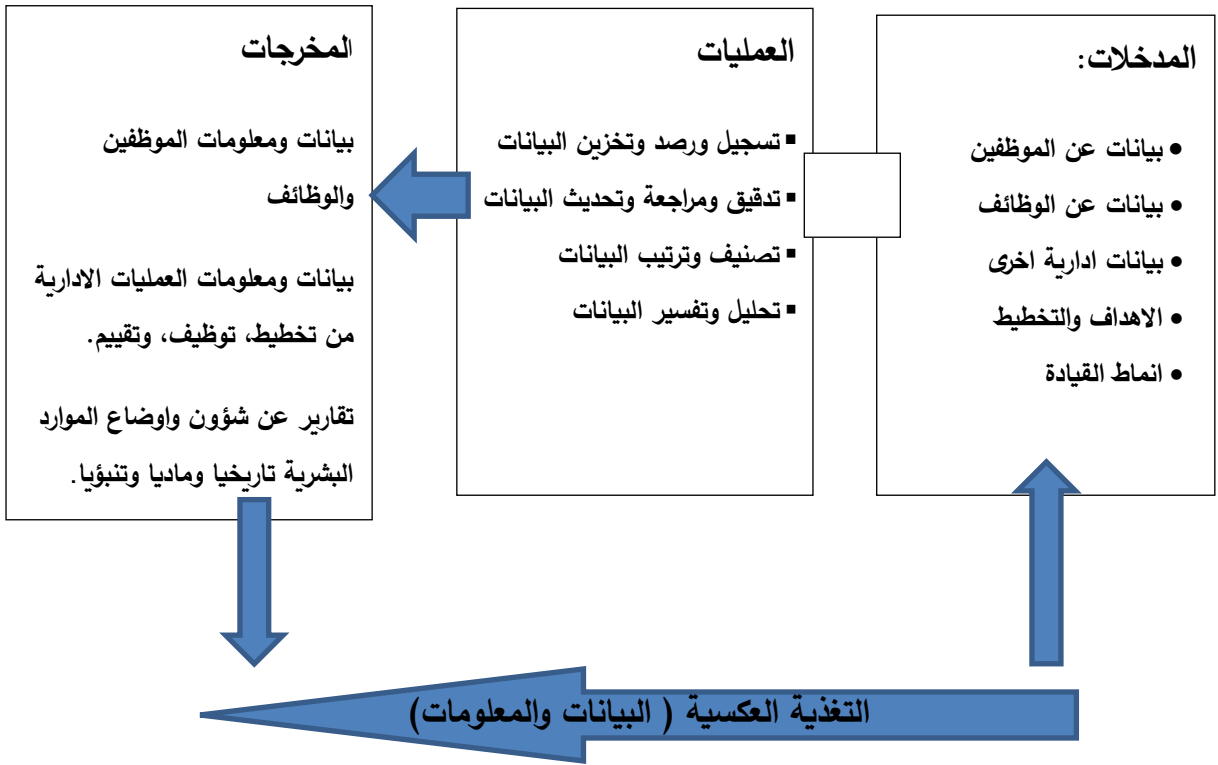 المدخلات:
• بيانات عن الموظفين
• بيانات عن الوظائف
• بيانات ادارية اخرى
• الاهداف والتخطيط
• انماط القيادة
العمليات
▪ تسجيل ورصد وتخزين البيانات
▪ تدقيق ومراجعة وتحديث البيانات
▪ تصنيف وترتيب البيانات
▪ تحليل وتفسير البيانات
المخرجات
بيانات ومعلومات الموظفين
والوظائف
بيانات ومعلومات العمليات الادارية
من تخطيط، توظيف، وتقييم.
تقارير عن شؤون واوضاع الموارد
البشرية تاريخيا وماديا وتنبؤيا.
التغذية العكسية ( البيانات والمعلومات)